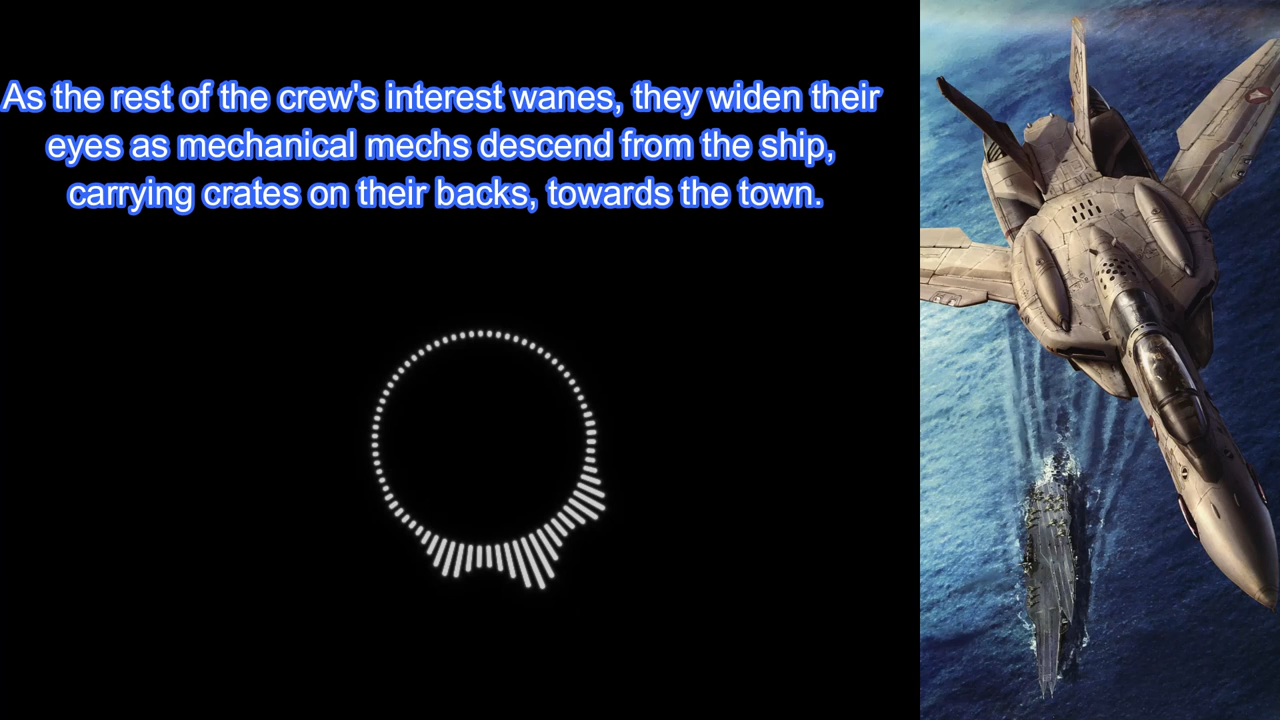 As the rest of the crew's interest wanes, they widen their
eyes as mechanical mechs descend from the ship,
carrying crates on their backs, towards the town.